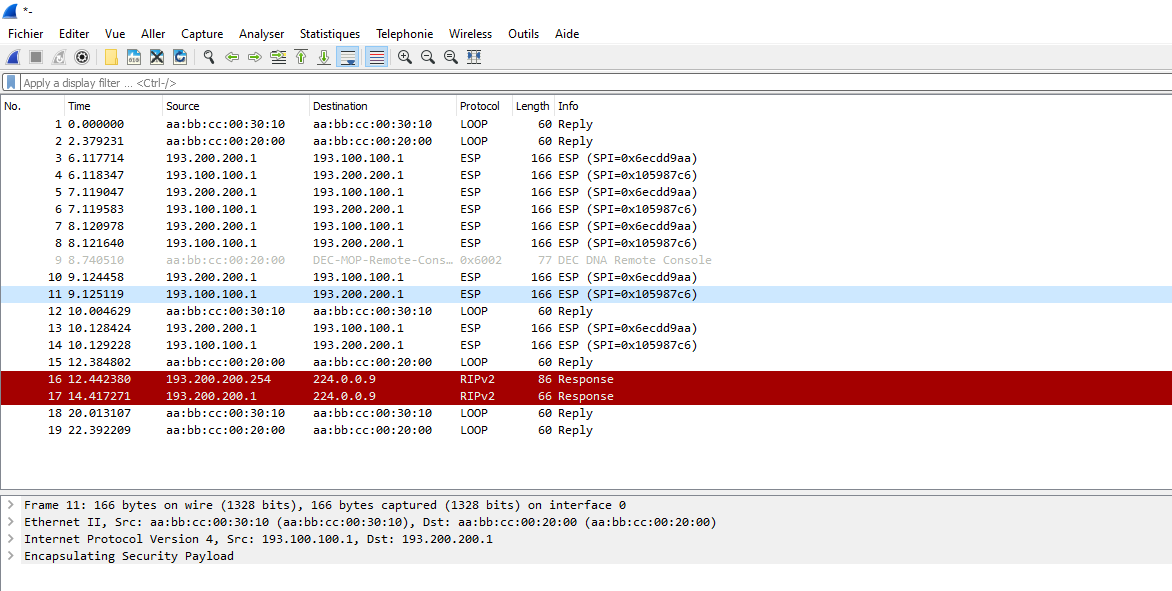 *-
Fichier Editer Vue Aller Capture Analyser Statistiques Telephonie Wireless Outils Aide
Apply a display filter ... <Ctrl-/>
No. Time Source Destination Protocol Length Info
1 0.000000 aa:bb:cc:00:30:10 aa:bb:cc:00:30:10 LOOP 60 Reply
2 2.379231 aa:bb:cc:00:20:00 aa:bb:cc:00:20:00 LOOP 60 Reply
3 6.117714 193.200.200.1 193.100.100.1 ESP 166 ESP (SPI=0x6ecdd9aa)
4 6.118347 193.100.100.1 193.200.200.1 ESP 166 ESP (SPI=0x105987c6)
5 7.119047 193.200.200.1 193.100.100.1 ESP 166 ESP (SPI=0x6ecdd9aa)
6 7.119583 193.100.100.1 193.200.200.1 ESP 166 ESP (SPI=0x105987c6)
7 8.120978 193.200.200.1 193.100.100.1 ESP 166 ESP (SPI=0x6ecdd9aa)
8 8.121640 193.100.100.1 193.200.200.1 ESP 166 ESP (SPI=0x105987c6)
9 8.740510 aa:bb:cc:00:20:00 DEC-MOP-Remote-Cons… 0x6002 77 DEC DNA Remote Console
10 9.124458 193.200.200.1 193.100.100.1 ESP 166 ESP (SPI=0x6ecdd9aa)
11 9.125119 193.100.100.1 193.200.200.1 ESP 166 ESP (SPI=0x105987c6)
12 10.004629 aa:bb:cc:00:30:10 aa:bb:cc:00:30:10 LOOP 60 Reply
13 10.128424 193.200.200.1 193.100.100.1 ESP 166 ESP (SPI=0x6ecdd9aa)
14 10.129228 193.100.100.1 193.200.200.1 ESP 166 ESP (SPI=0x105987c6)
15 12.384802 aa:bb:cc:00:20:00 aa:bb:cc:00:20:00 LOOP 60 Reply
16 12.442380 193.200.200.254 224.0.0.9 RIPv2 86 Response
17 14.417271 193.200.200.1 224.0.0.9 RIPv2 66 Response
18 20.013107 aa:bb:cc:00:30:10 aa:bb:cc:00:30:10 LOOP 60 Reply
19 22.392209 aa:bb:cc:00:20:00 aa:bb:cc:00:20:00 LOOP 60 Reply
Frame 11: 166 bytes on wire (1328 bits), 166 bytes captured (1328 bits) on interface 0
Ethernet II, Src: aa:bb:cc:00:30:10 (aa:bb:cc:00:30:10), Dst: aa:bb:cc:00:20:00 (aa:bb:cc:00:20:00)
Internet Protocol Version 4, Src: 193.100.100.1, Dst: 193.200.200.1
Encapsulating Security Payload